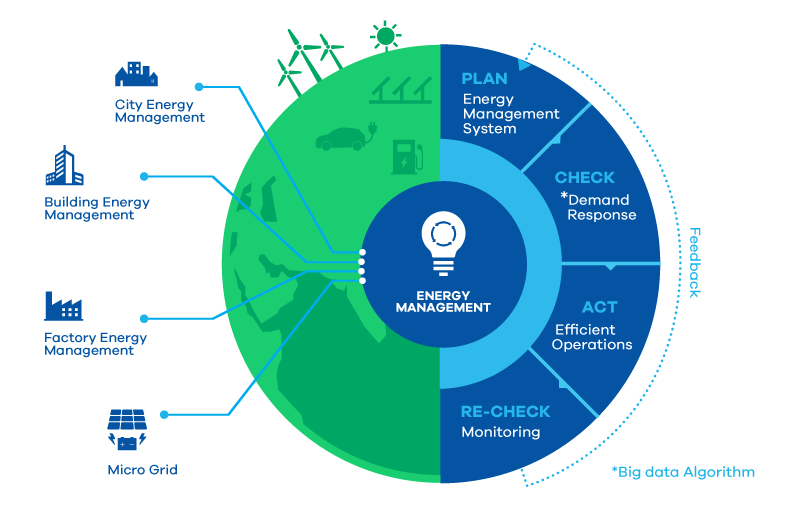 City Energy
Management
Building Energy
Management
Factory Energy
Management
Micro Grid
ENERGY
MANAGEMENT
PLAN
Energy
Management
System
CHECK
*Demand
Response
ACT
Efficient
Operations
RE-CHECK
Monitoring
Feedback
*Big data Algorithm